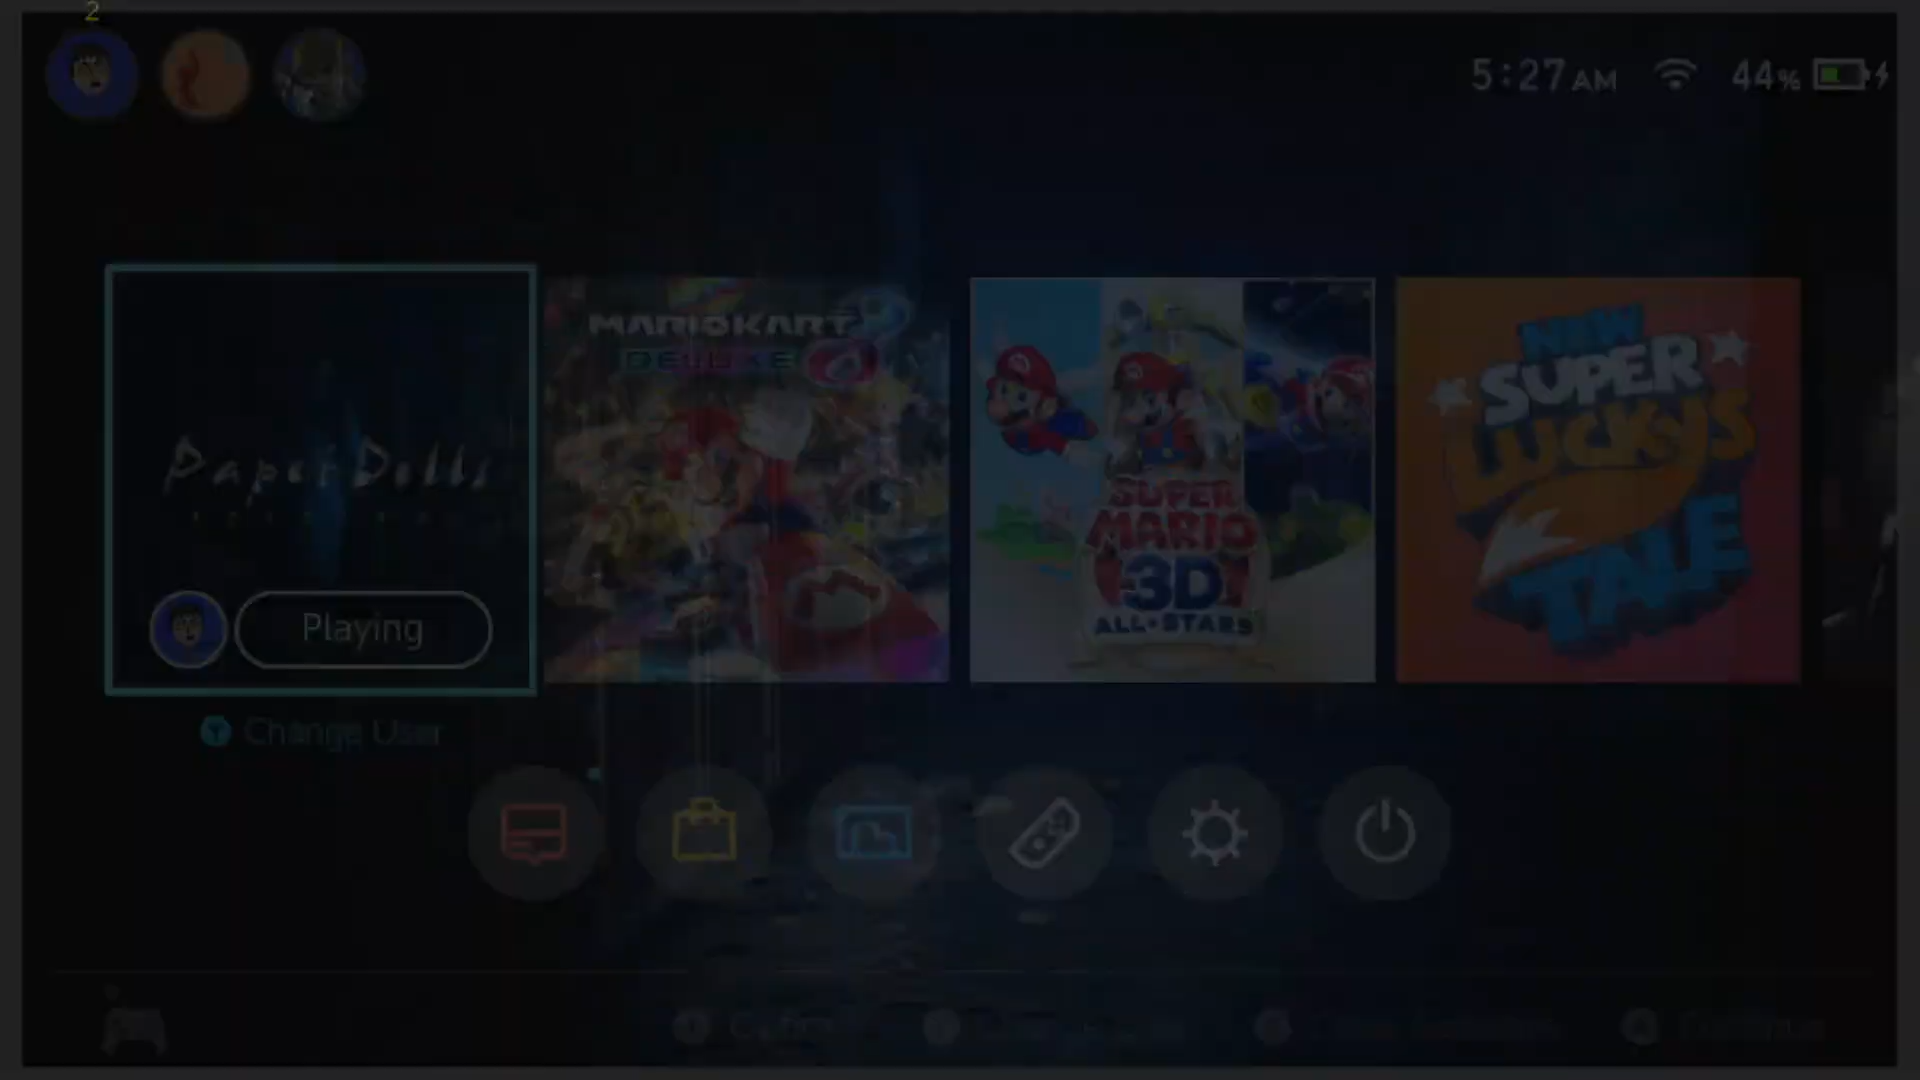 2
5:27 AM
44%
MARIOKART 8
DELUXE
Paper Dolls
SUPER
MARIO
3D
ALL★STARS
NEW
SUPER
LUCKY'S
TALE
Playing
Y Change User